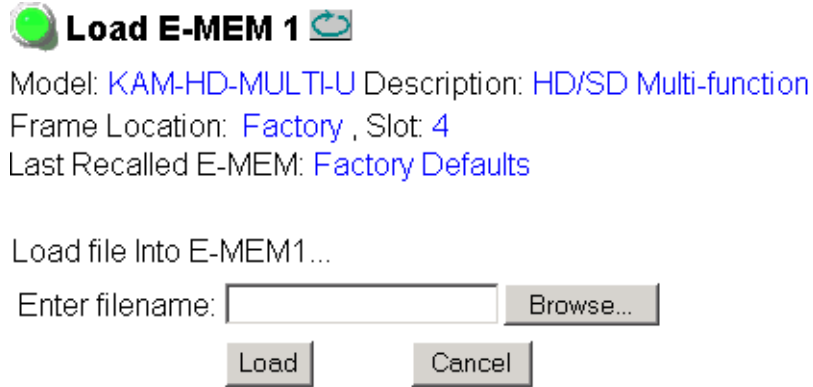 Load E-MEM 1
Model: KAM-HD-MULTI-U Description: HD/SD Multi-function
Frame Location: Factory , Slot: 4
Last Recalled E-MEM: Factory Defaults
Load file Into E-MEM1...
Enter filename: Browse...
Load Cancel